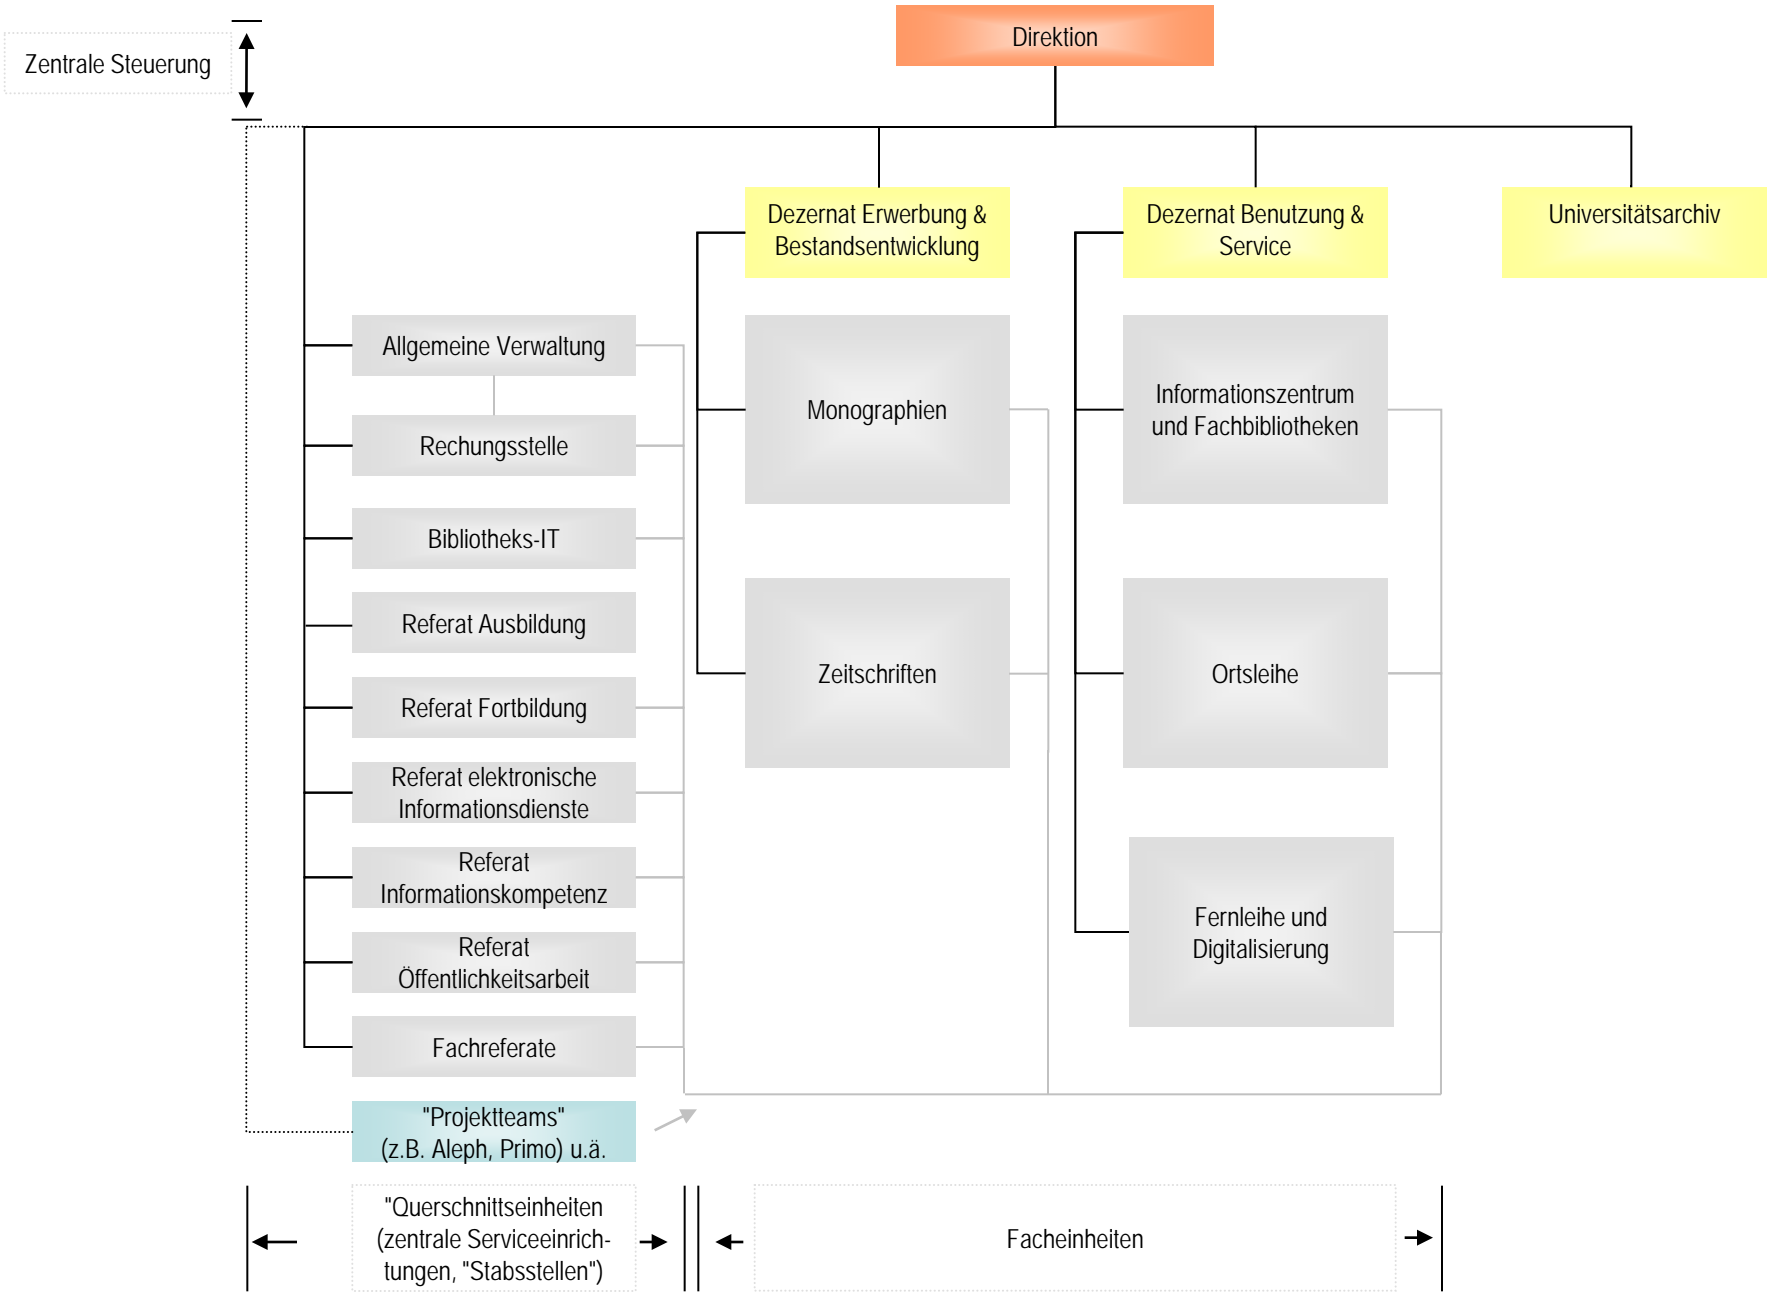 Direktion
Zentrale Steuerung
Dezernat Erwerbung &
Bestandsentwicklung
Dezernat Benutzung &
Service
Universitätsarchiv
Allgemeine Verwaltung
Rechungsstelle
Bibliotheks-IT
Referat Ausbildung
Referat Fortbildung
Referat elektronische
Informationsdienste
Referat
Informationskompetenz
Referat
Öffentlichkeitsarbeit
Fachreferate
"Projektteams"
(z.B. Aleph, Primo) u.ä.
Monographien
Zeitschriften
Informationszentrum
und Fachbibliotheken
Ortsleihe
Fernleihe und
Digitalisierung
"Querschnittseinheiten
(zentrale Serviceeinrich-
tungen, "Stabsstellen")
Facheinheiten